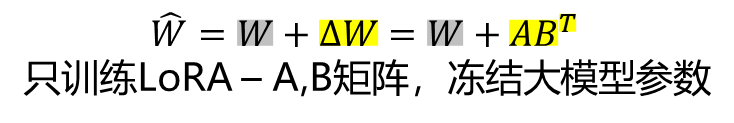 Ŵ = W + ΔW = W + ABᵀ
只训练LoRA – A,B矩阵，冻结大模型参数